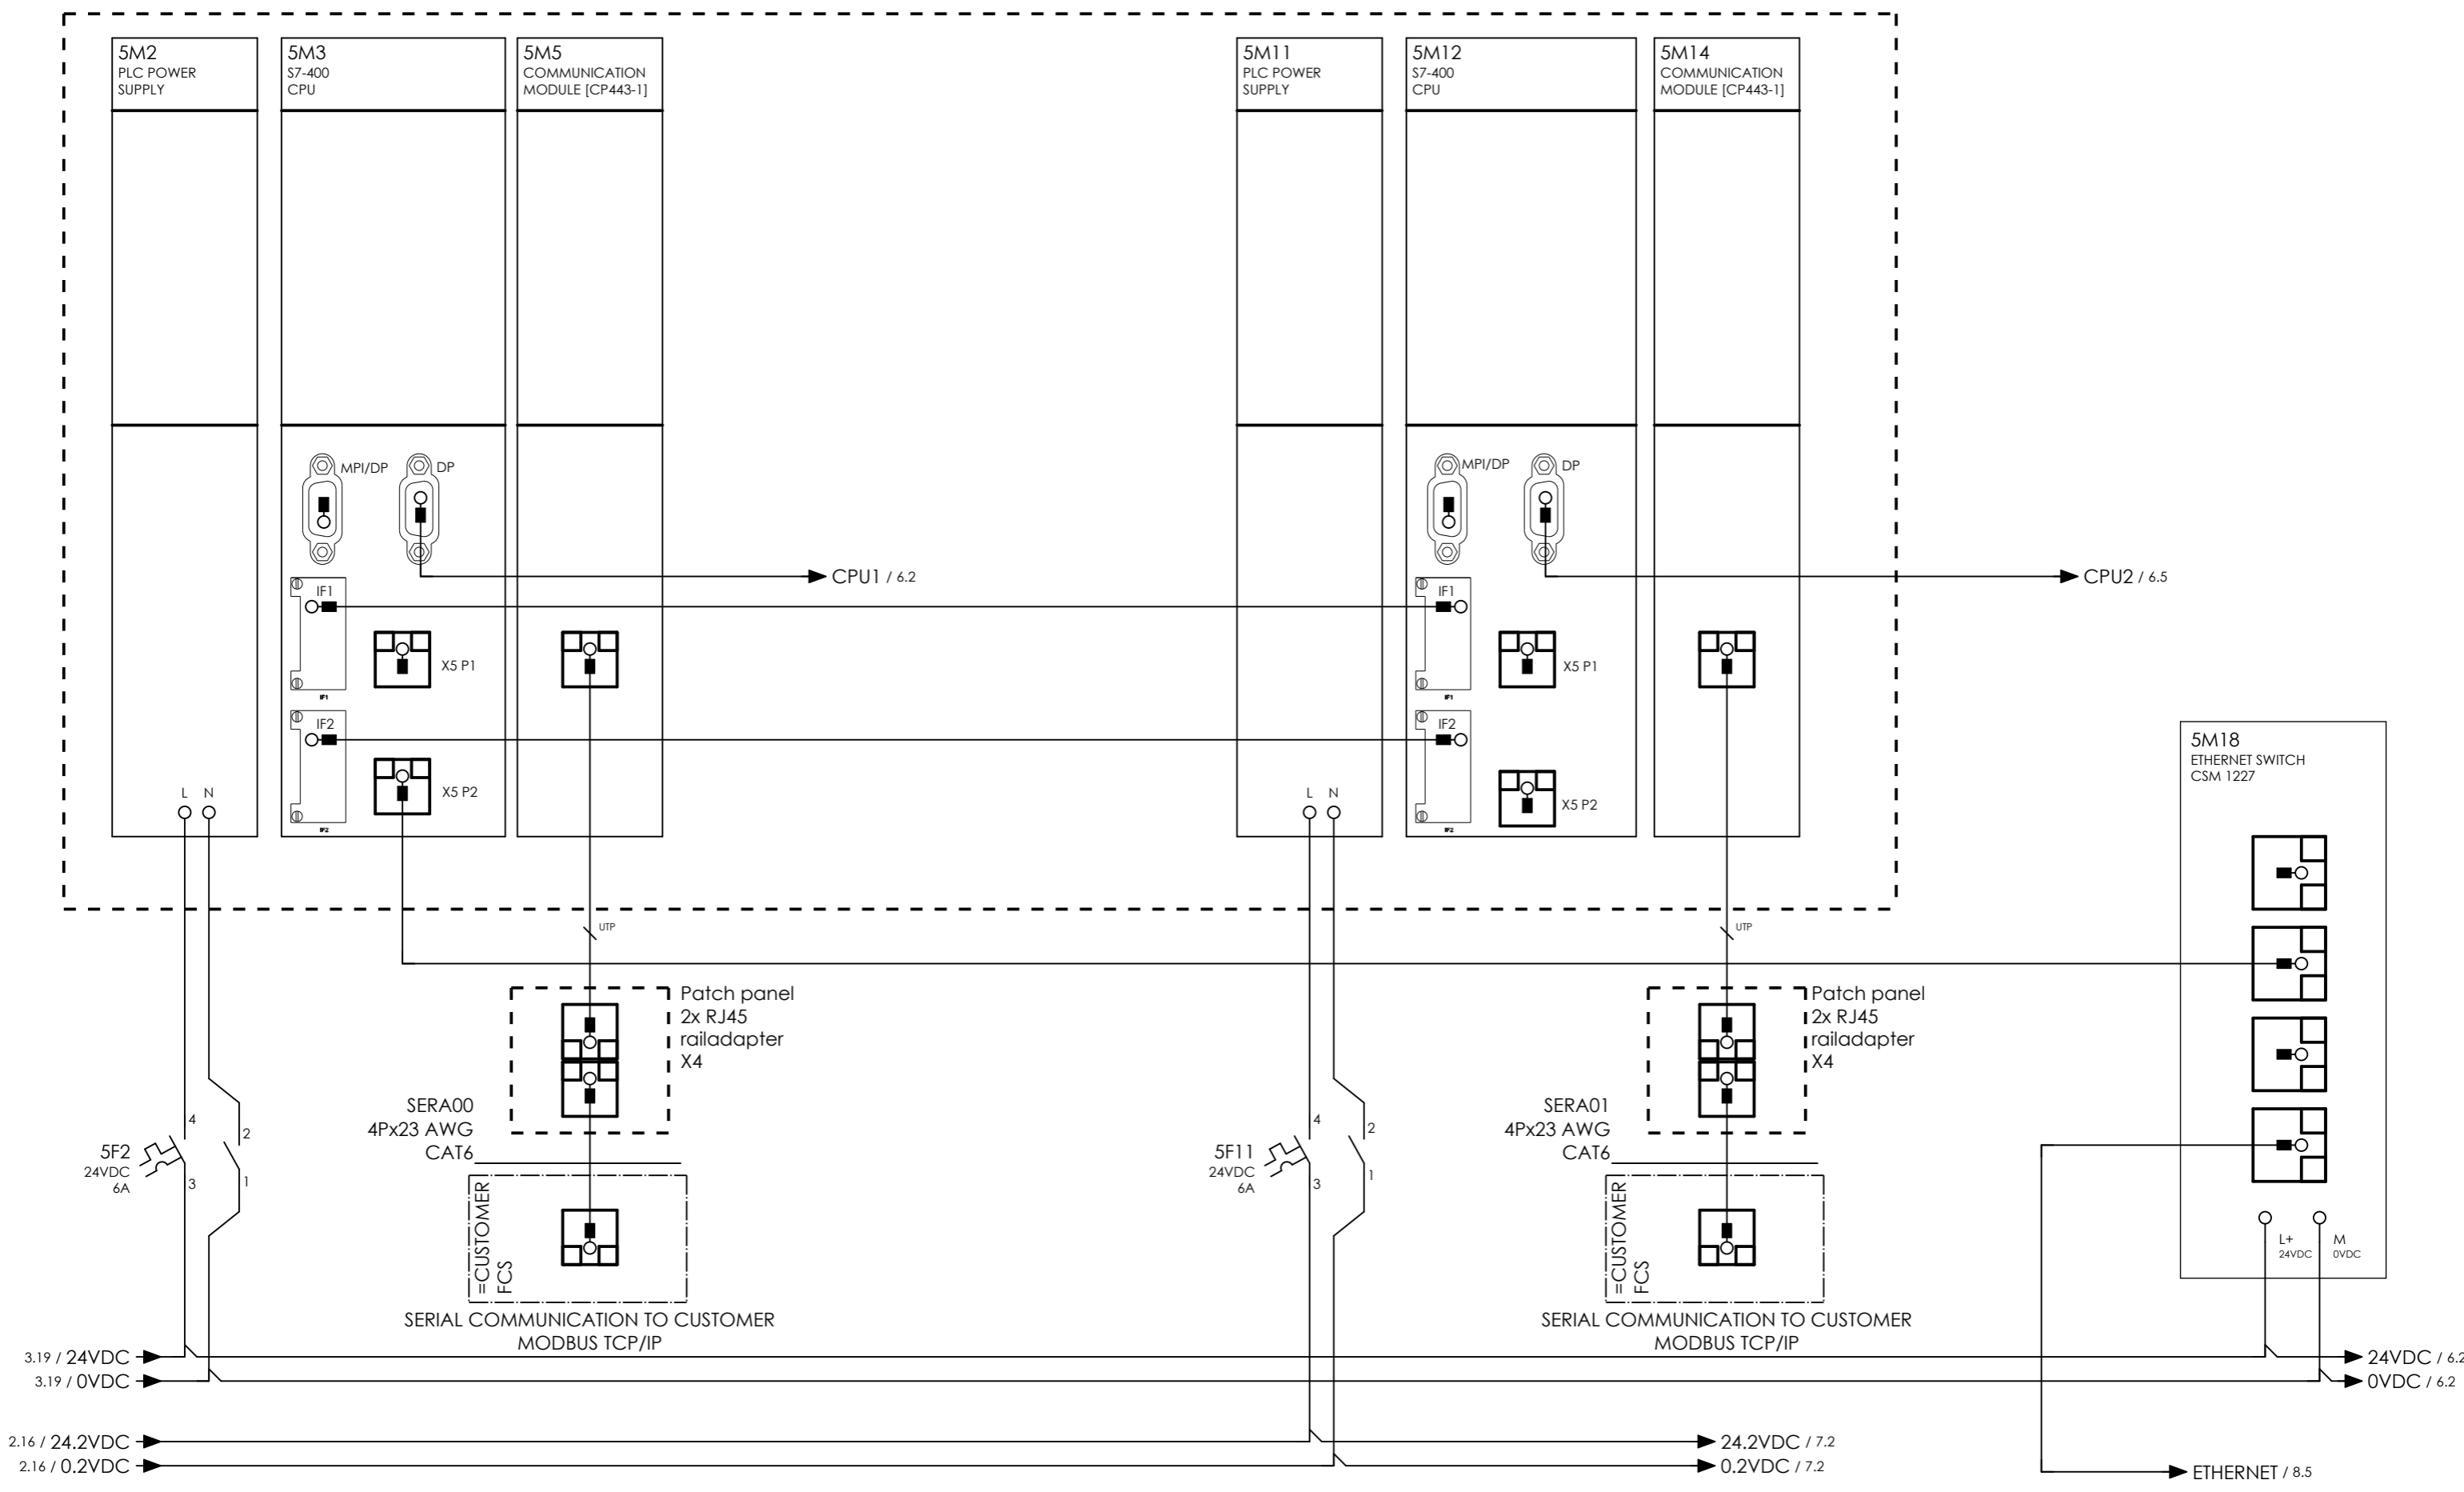 5M2
PLC POWER
SUPPLY
5M3
S7-400
CPU
5M5
COMMUNICATION
MODULE [CP443-1]
5M11
PLC POWER
SUPPLY
5M12
S7-400
CPU
5M14
COMMUNICATION
MODULE [CP443-1]
MPI/DP
DP
MPI/DP
DP
CPU1 / 6.2
CPU2 / 6.5
IF1
X5 P1
IF1
IF1
X5 P1
IF1
IF2
X5 P2
IF2
IF2
X5 P2
IF2
L N
L N
5M18
ETHERNET SWITCH
CSM 1227
UTP
UTP
Patch panel
2x RJ45
railadapter
X4
Patch panel
2x RJ45
railadapter
X4
SERA00
4Px23 AWG
CAT6
SERA01
4Px23 AWG
CAT6
4
2
5F2
24VDC
6A
3
1
4
2
5F11
24VDC
6A
3
1
=CUSTOMER
FCS
=CUSTOMER
FCS
L+
24VDC
M
0VDC
SERIAL COMMUNICATION TO CUSTOMER
MODBUS TCP/IP
SERIAL COMMUNICATION TO CUSTOMER
MODBUS TCP/IP
3.19 / 24VDC
24VDC / 6.2
3.19 / 0VDC
0VDC / 6.2
2.16 / 24.2VDC
24.2VDC / 7.2
2.16 / 0.2VDC
0.2VDC / 7.2
ETHERNET / 8.5